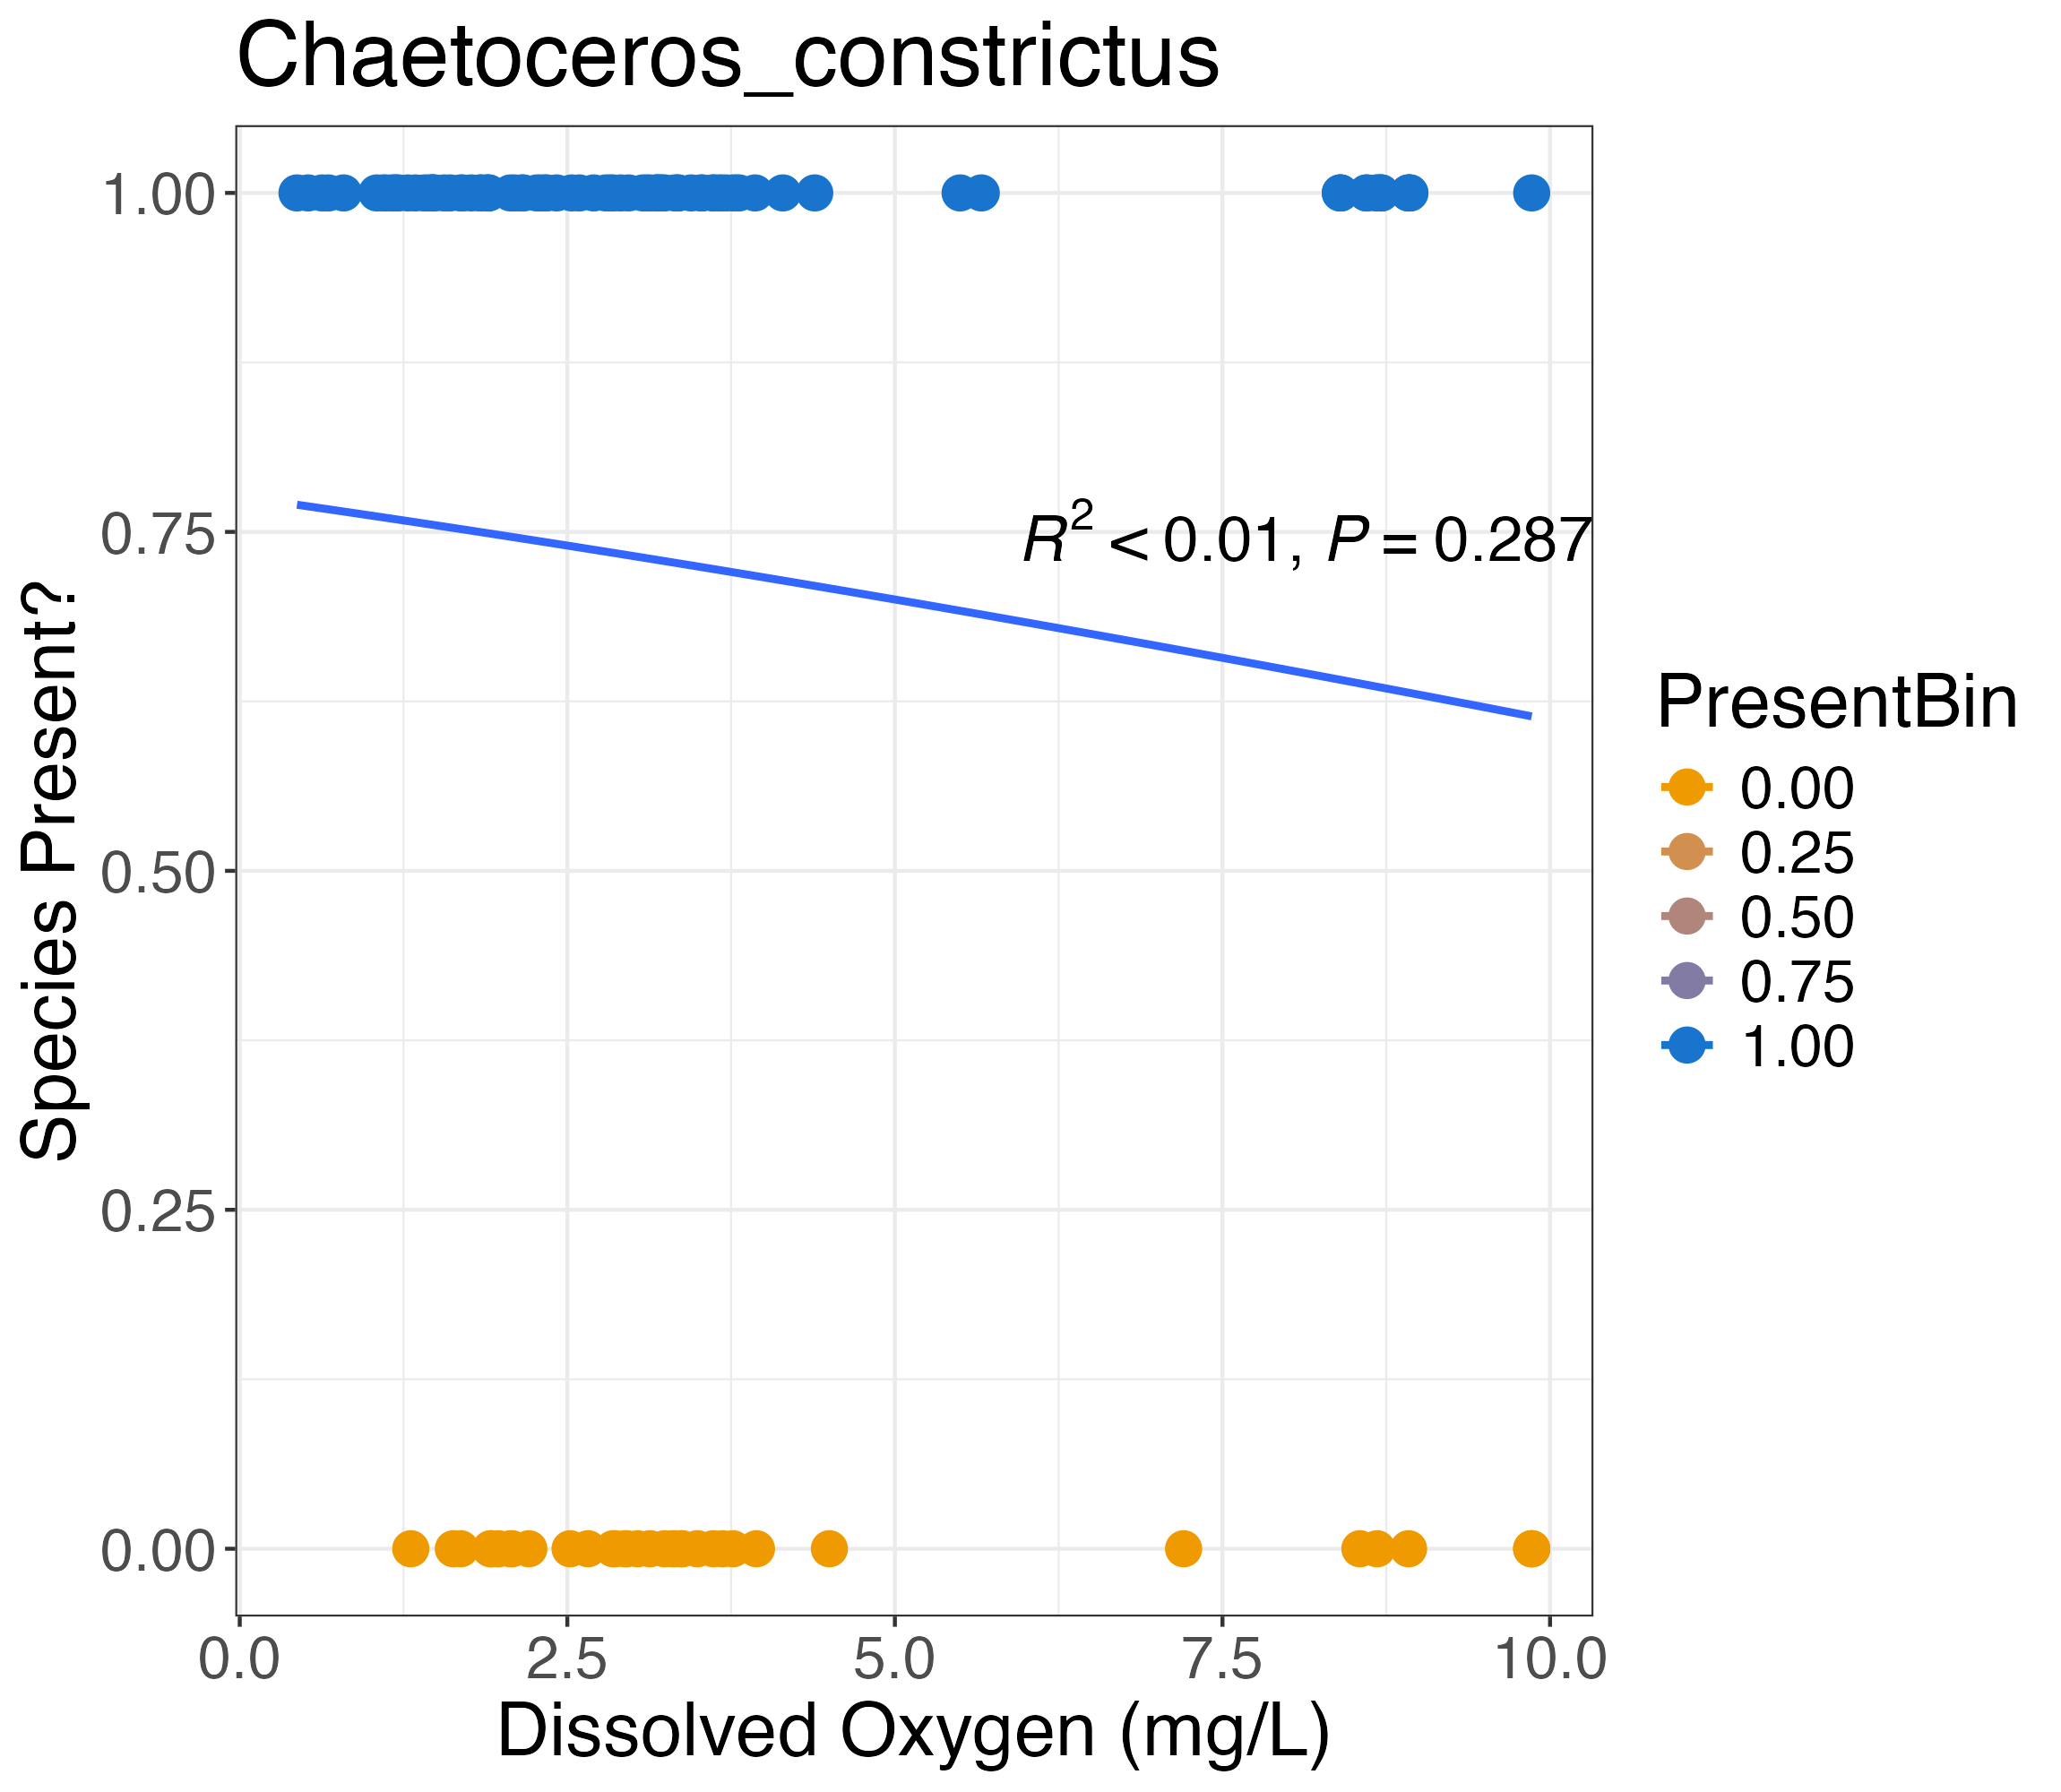 Chaetoceros_constrictus
1.00
0.75
0.50
0.25
0.00
Species Present?
R² < 0.01, P = 0.287
0.0 2.5 5.0 7.5 10.0
Dissolved Oxygen (mg/L)
PresentBin
0.00
0.25
0.50
0.75
1.00